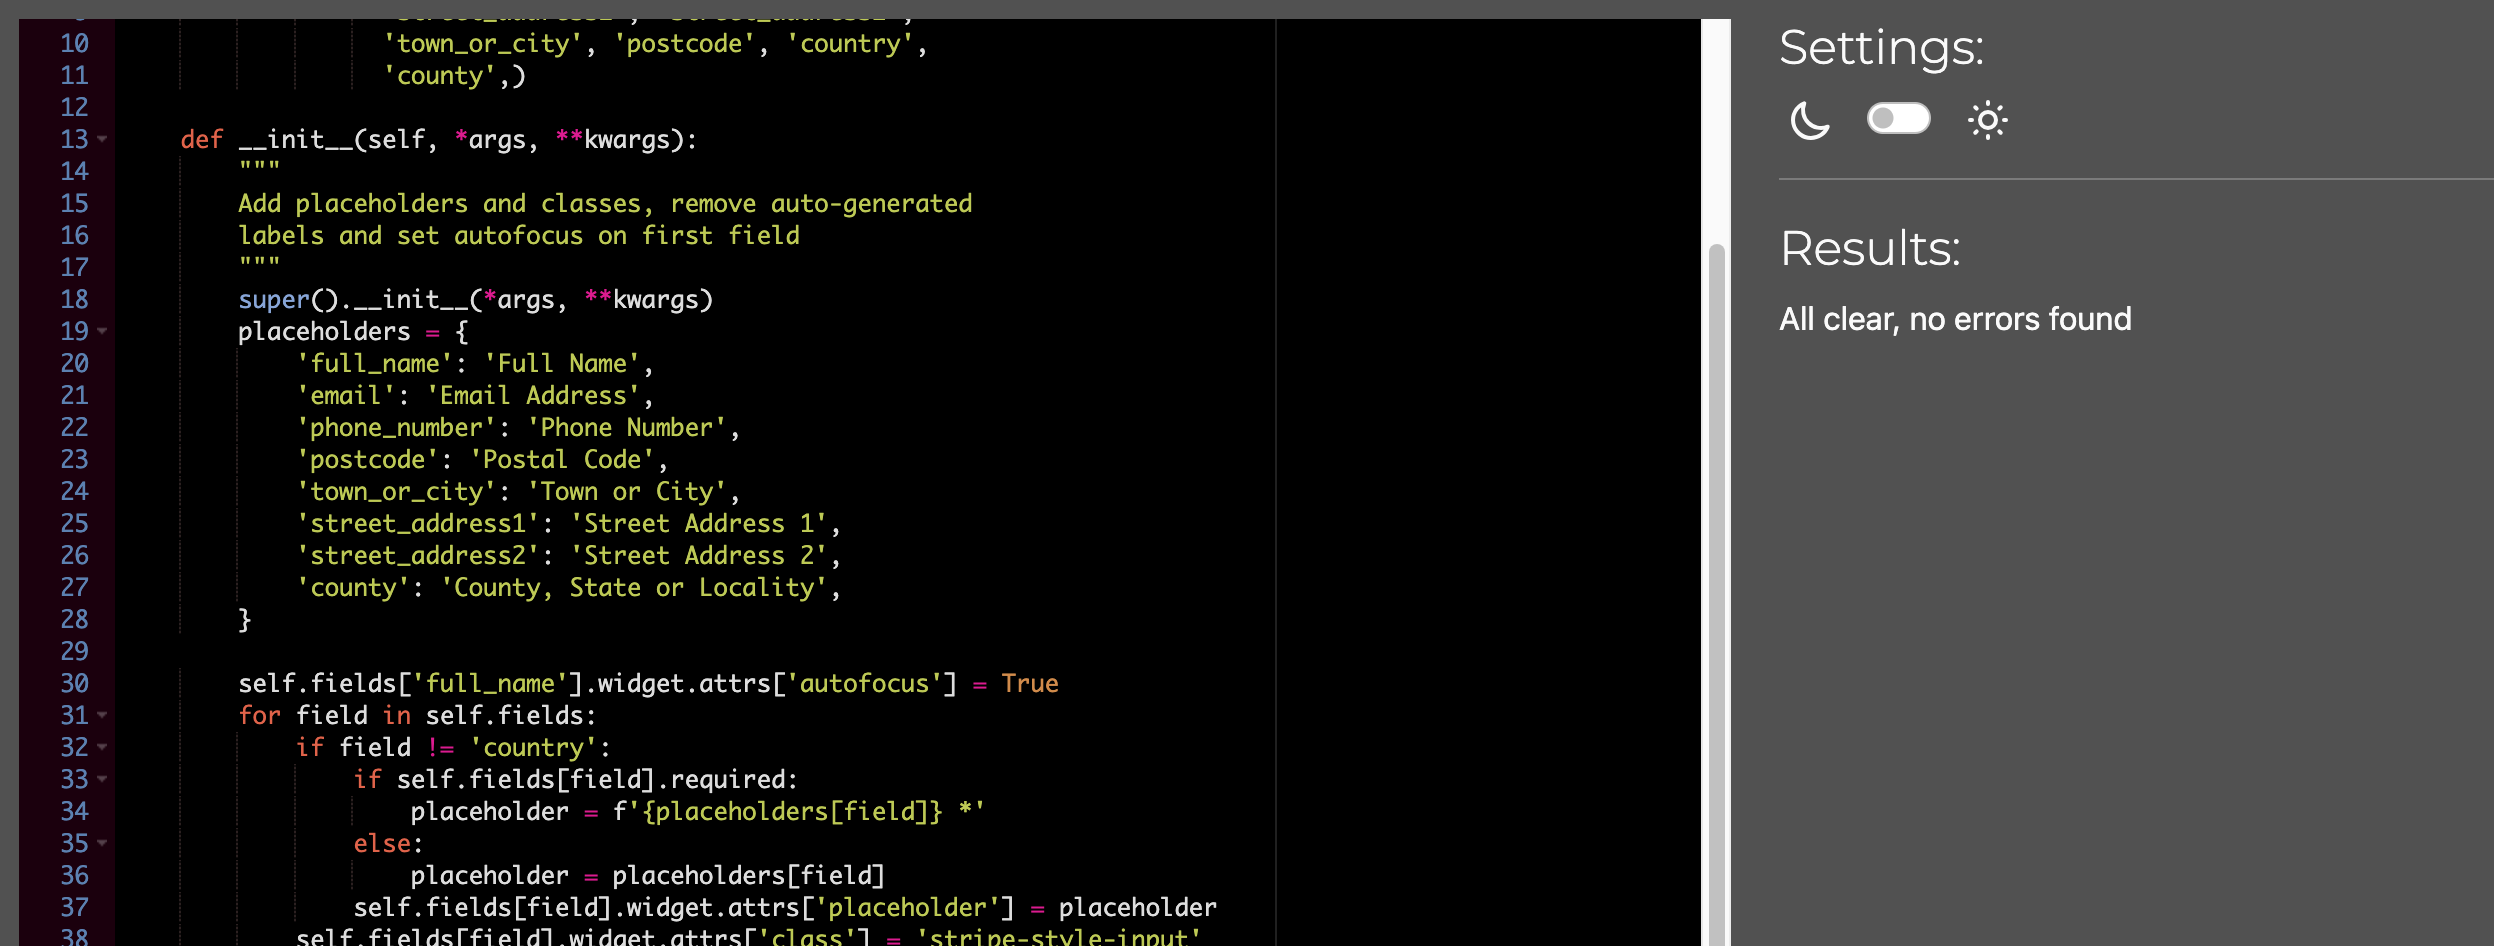 'street_address1', 'street_address2',
10 'town_or_city', 'postcode', 'country',
11 'county',)
12
13 def __init__(self, *args, **kwargs):
14 """
15 Add placeholders and classes, remove auto-generated
16 labels and set autofocus on first field
17 """
18 super().__init__(*args, **kwargs)
19 placeholders = {
20 'full_name': 'Full Name',
21 'email': 'Email Address',
22 'phone_number': 'Phone Number',
23 'postcode': 'Postal Code',
24 'town_or_city': 'Town or City',
25 'street_address1': 'Street Address 1',
26 'street_address2': 'Street Address 2',
27 'county': 'County, State or Locality',
28 }
29
30 self.fields['full_name'].widget.attrs['autofocus'] = True
31 for field in self.fields:
32 if field != 'country':
33 if self.fields[field].required:
34 placeholder = f'{placeholders[field]} *'
35 else:
36 placeholder = placeholders[field]
37 self.fields[field].widget.attrs['placeholder'] = placeholder
38 self.fields[field].widget.attrs['class'] = 'stripe-style-input'
Settings:
Results:
All clear, no errors found